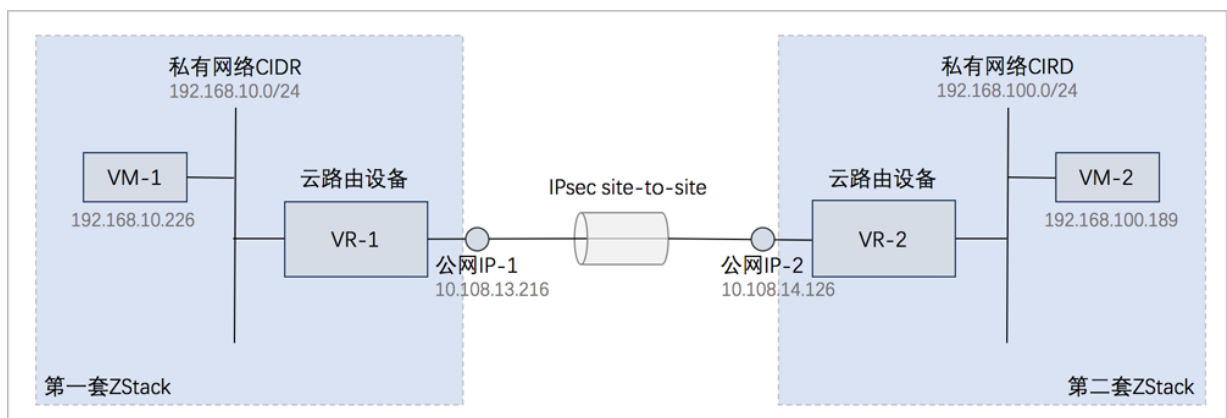 私有网络CIDR
192.168.10.0/24
VM-1
192.168.10.226
云路由设备
VR-1
公网IP-1
10.108.13.216
第一套ZStack
IPsec site-to-site
私有网络CIRD
192.168.100.0/24
云路由设备
VR-2
VM-2
192.168.100.189
公网IP-2
10.108.14.126
第二套ZStack